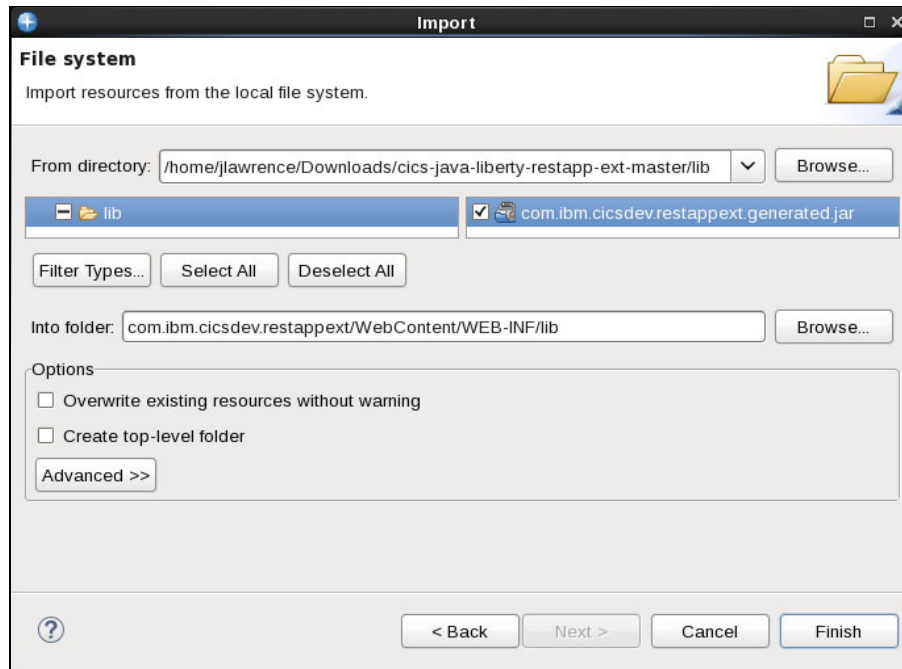 Import
File system
Import resources from the local file system.
From directory: /home/jlawrence/Downloads/cics-java-liberty-restapp-ext-master/lib Browse...
lib com.ibm.cicsdev.restappext.generated.jar
Filter Types... Select All Deselect All
Into folder: com.ibm.cicsdev.restappext/WebContent/WEB-INF/lib Browse...
Options
Overwrite existing resources without warning
Create top-level folder
Advanced >>
? < Back Next > Cancel Finish